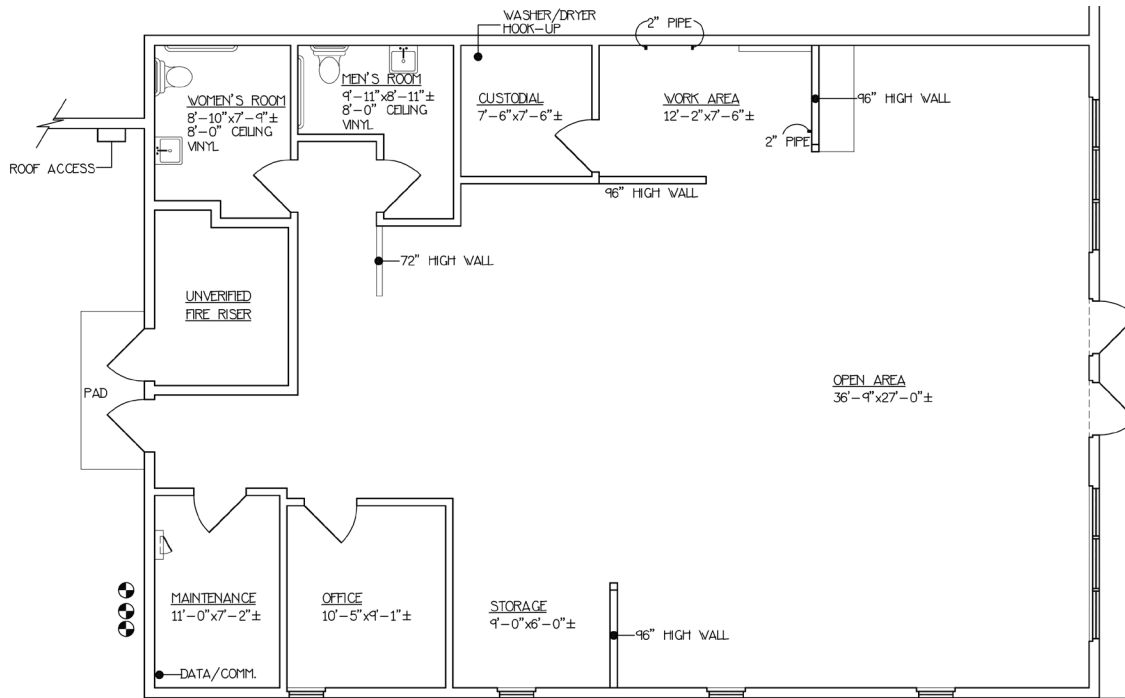 WASHER/DRYER
HOOK-UP
2" PIPE
WOMEN'S ROOM
8'-10"x7'-9"±
8'-0" CEILING
VINYL
MEN'S ROOM
9'-11"x8'-11"±
8'-0" CEILING
VINYL
CUSTODIAL
7'-6"x7'-6"±
WORK AREA
12'-2"x7'-6"±
96" HIGH WALL
2" PIPE
ROOF ACCESS
96" HIGH WALL
72" HIGH WALL
UNVERIFIED
FIRE RISER
PAD
OPEN AREA
36'-9"x27'-0"±
MAINTENANCE
11'-0"x7'-2"±
OFFICE
10'-5"x9'-1"±
STORAGE
9'-0"x6'-0"±
96" HIGH WALL
DATA/COMM.